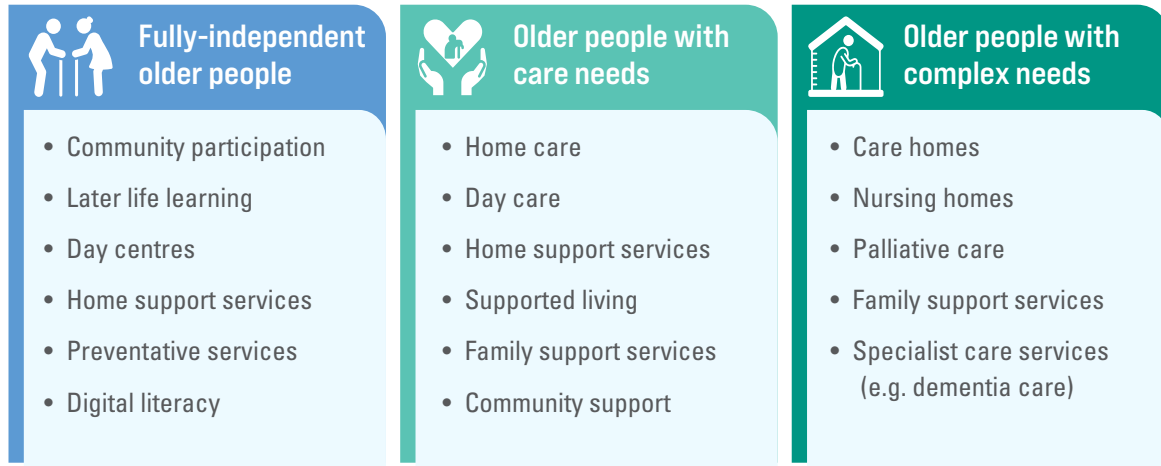 Fully-independent
older people
• Community participation
• Later life learning
• Day centres
• Home support services
• Preventative services
• Digital literacy
Older people with
care needs
• Home care
• Day care
• Home support services
• Supported living
• Family support services
• Community support
Older people with
complex needs
• Care homes
• Nursing homes
• Palliative care
• Family support services
• Specialist care services
(e.g. dementia care)